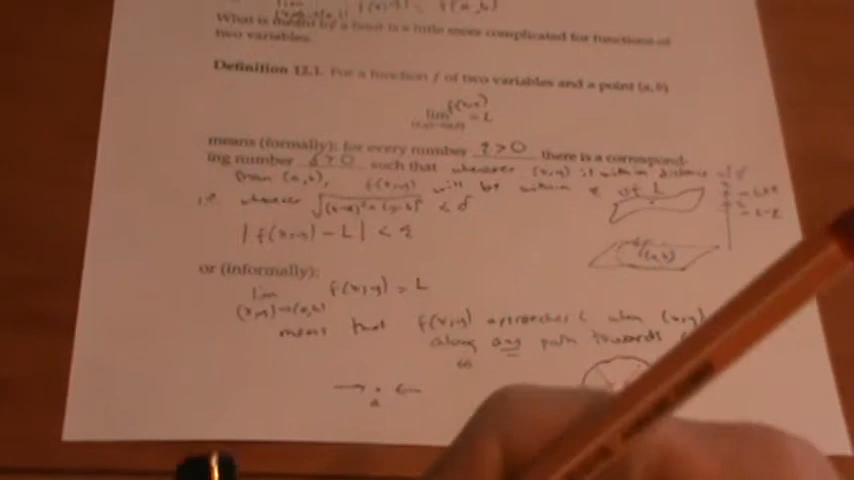 lim f(x,y) = f(a,b)
What is meant by a limit is a little more complicated for functions of
two variables.
Definition 12.1. For a function f of two variables and a point (a, b)
lim f(x,y) = L
(x,y)→(a,b)
means (formally): for every number ε > 0 there is a correspond-
ing number δ > 0 such that whenever (x,y) is within distance δ
from (a,b), f(x,y) will be within ε of L
i.e. whenever √(x-a)²+(y-b)² < δ
|f(x,y) - L| < ε
L+ε
L-ε
(a,b)
or (informally):
lim f(x,y) = L
(x,y)→(a,b)
means that f(x,y) approaches L when (x,y)
along any path towards
66
a